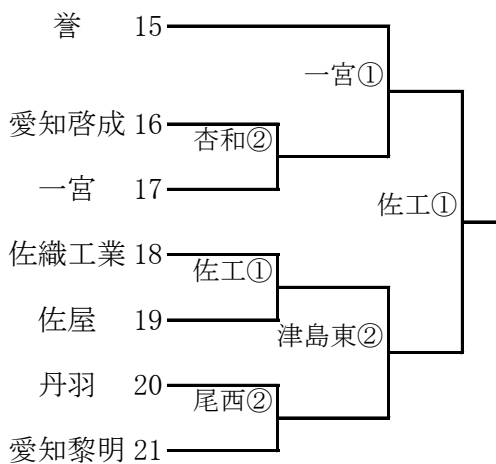 誉 15
一宮①
愛知啓成 16
杏和②
一宮 17
佐工①
佐織工業 18
佐工①
佐屋 19
津島東②
丹羽 20
尾西②
愛知黎明 21